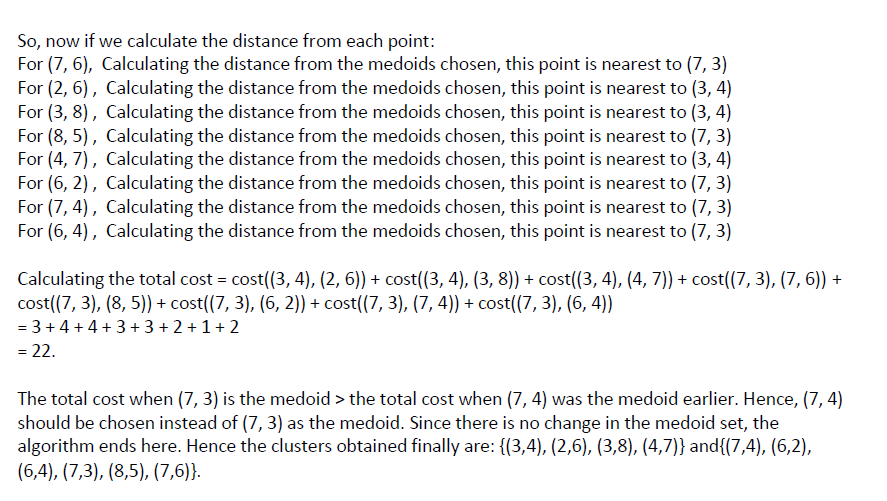 So, now if we calculate the distance from each point:
For (7, 6), Calculating the distance from the medoids chosen, this point is nearest to (7, 3)
For (2, 6) , Calculating the distance from the medoids chosen, this point is nearest to (3, 4)
For (3, 8) , Calculating the distance from the medoids chosen, this point is nearest to (3, 4)
For (8, 5) , Calculating the distance from the medoids chosen, this point is nearest to (7, 3)
For (4, 7) , Calculating the distance from the medoids chosen, this point is nearest to (3, 4)
For (6, 2) , Calculating the distance from the medoids chosen, this point is nearest to (7, 3)
For (7, 4) , Calculating the distance from the medoids chosen, this point is nearest to (7, 3)
For (6, 4) , Calculating the distance from the medoids chosen, this point is nearest to (7, 3)
Calculating the total cost = cost((3, 4), (2, 6)) + cost((3, 4), (3, 8)) + cost((3, 4), (4, 7)) + cost((7, 3), (7, 6)) +
cost((7, 3), (8, 5)) + cost((7, 3), (6, 2)) + cost((7, 3), (7, 4)) + cost((7, 3), (6, 4))
= 3 + 4 + 4 + 3 + 3 + 2 + 1 + 2
= 22.
The total cost when (7, 3) is the medoid > the total cost when (7, 4) was the medoid earlier. Hence, (7, 4)
should be chosen instead of (7, 3) as the medoid. Since there is no change in the medoid set, the
algorithm ends here. Hence the clusters obtained finally are: {(3,4), (2,6), (3,8), (4,7)} and{(7,4), (6,2),
(6,4), (7,3), (8,5), (7,6)}.